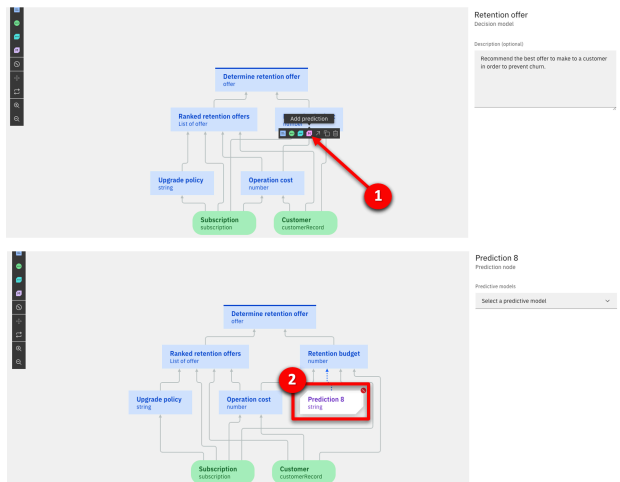 Retention offer
Decision model
Description (optional)
Recommend the best offer to make to a customer
in order to prevent churn.
Determine retention offer
offer
Ranked retention offers
List of offer
Add prediction
number
1
Upgrade policy
string
Operation cost
number
Subscription
subscription
Customer
customerRecord
Prediction 8
Prediction node
Predictive models
Select a predictive model
Determine retention offer
offer
Ranked retention offers
List of offer
Retention budget
number
2
Upgrade policy
string
Operation cost
number
Prediction 8
string
Subscription
subscription
Customer
customerRecord